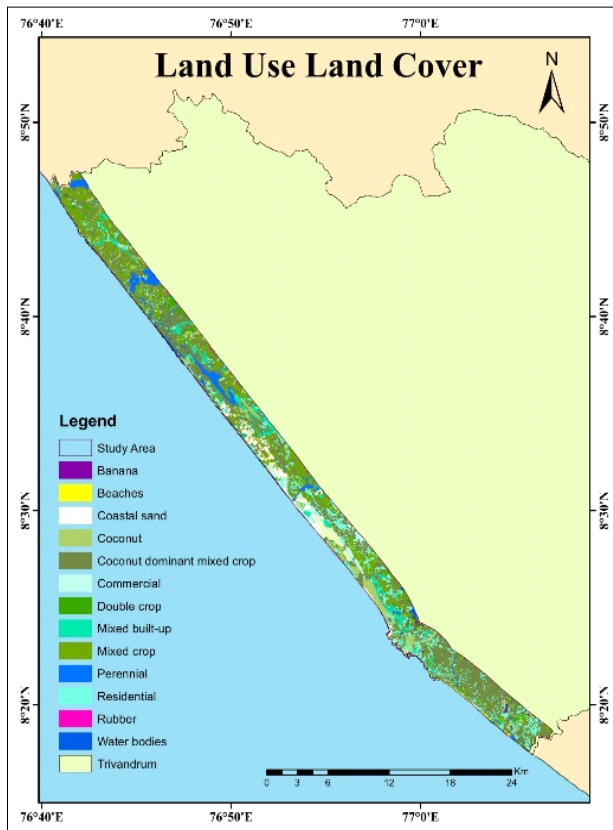 76°40'E 76°50'E 77°0'E
Land Use Land Cover
N
8°50'N 8°50'N
8°40'N 8°40'N
Legend
Study Area
Banana
Beaches
Coastal sand
Coconut
Coconut dominant mixed crop
Commercial
Double crop
Mixed built-up
Mixed crop
Perennial
Residential
Rubber
Water bodies
Trivandrum
8°30'N 8°30'N
8°20'N 8°20'N
Km
0 3 6 12 18 24
76°40'E 76°50'E 77°0'E